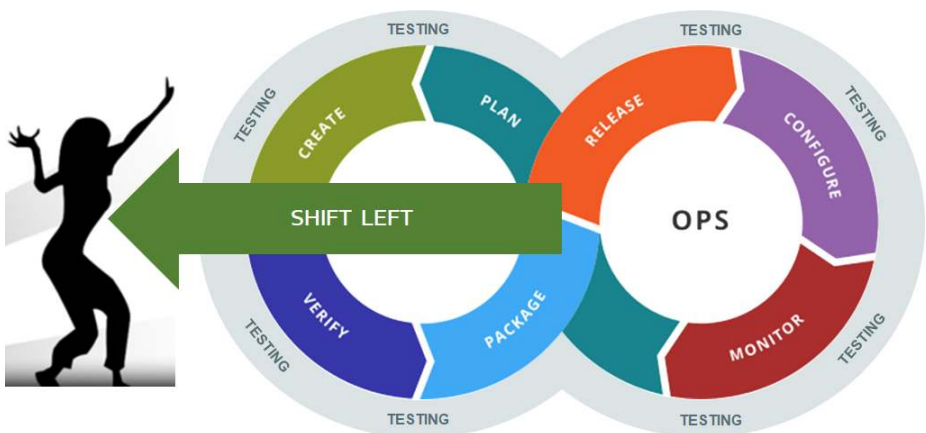 TESTING
TESTING
TESTING
TESTING
CREATE
PLAN
RELEASE
CONFIGURE
SHIFT LEFT
OPS
VERIFY
PACKAGE
MONITOR
TESTING
TESTING
TESTING
TESTING